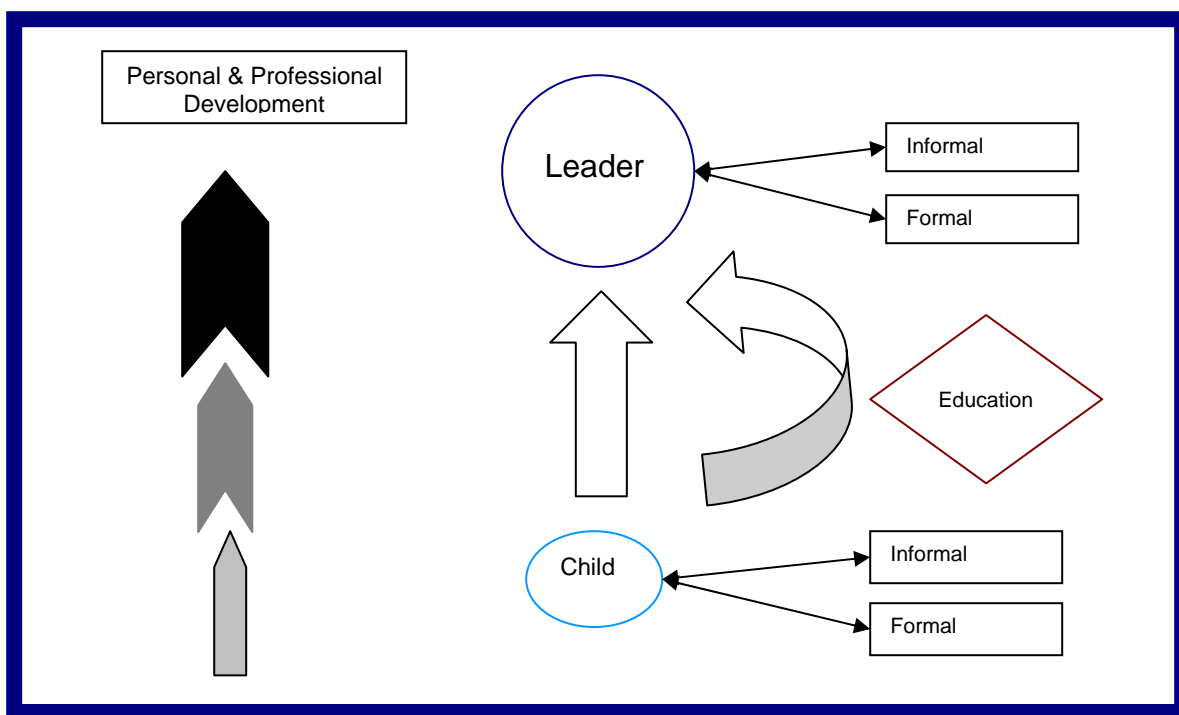 Personal & Professional
Development
Leader
Informal
Formal
Education
Child
Informal
Formal